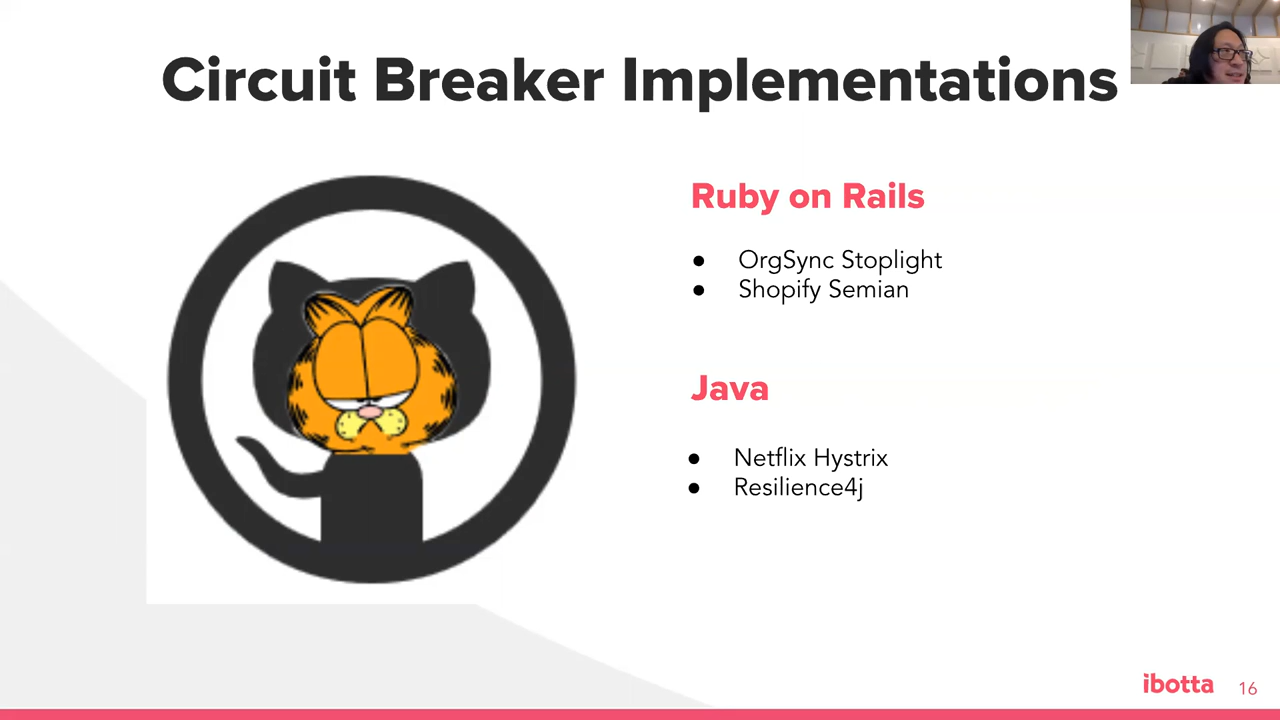 Circuit Breaker Implementations
Ruby on Rails
● OrgSync Stoplight
● Shopify Semian
Java
● Netflix Hystrix
● Resilience4j
ibotta
16